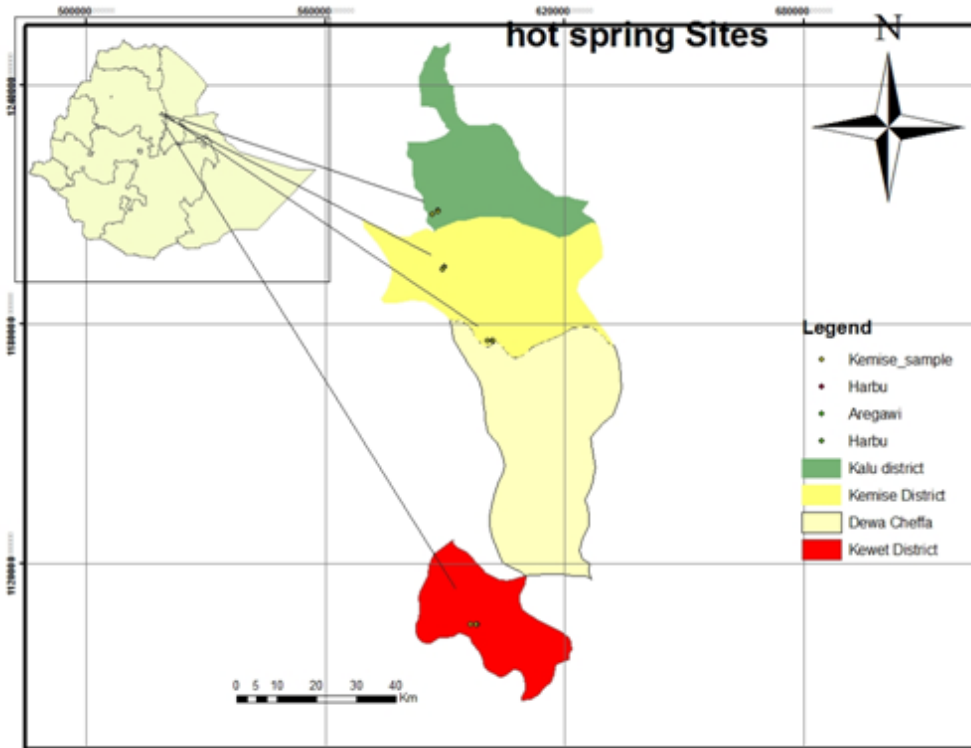 500000 560000 620000 680000
hot spring Sites
N
1240000
1180000
1120000
Legend
Kemise_sample
Harbu
Aregawi
Harbu
Kalu district
Kemise District
Dewa Cheffa
Kewet District
0 5 10 20 30 40
Km